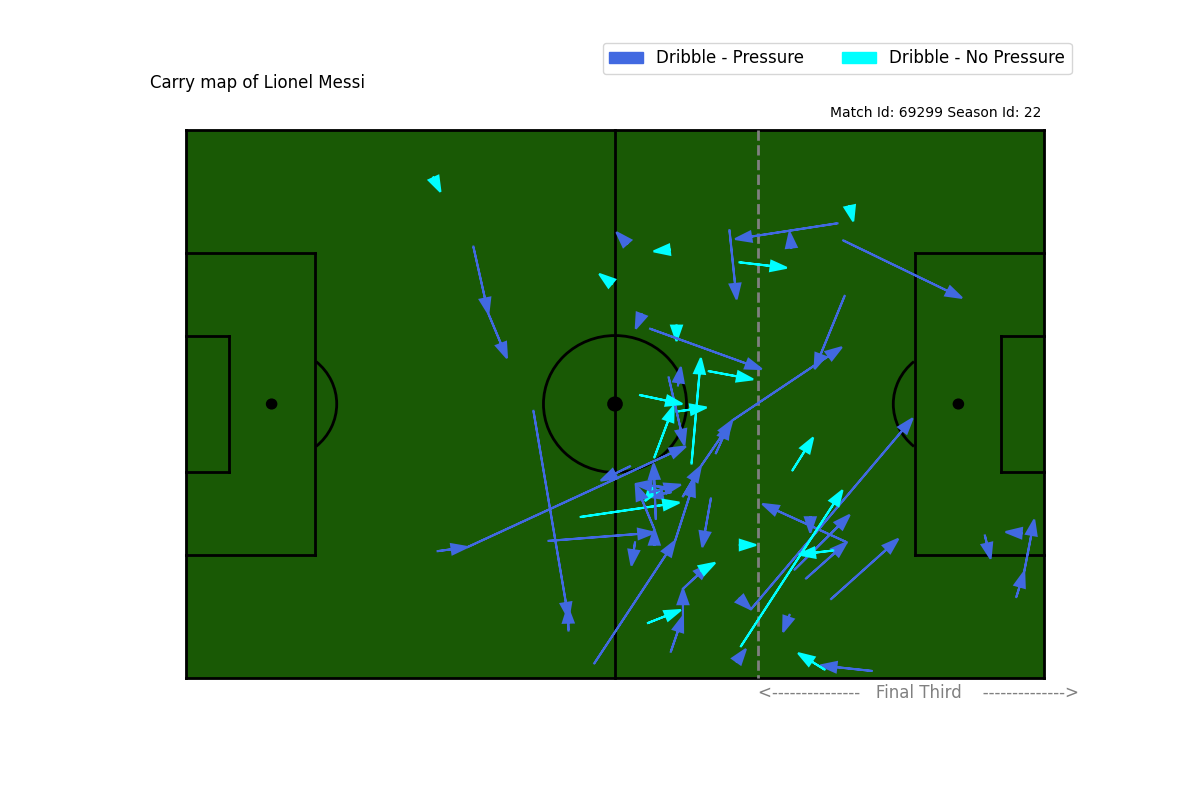 Dribble - Pressure    Dribble - No Pressure
Carry map of Lionel Messi
Match Id: 69299 Season Id: 22
<---------------    Final Third    -------------->